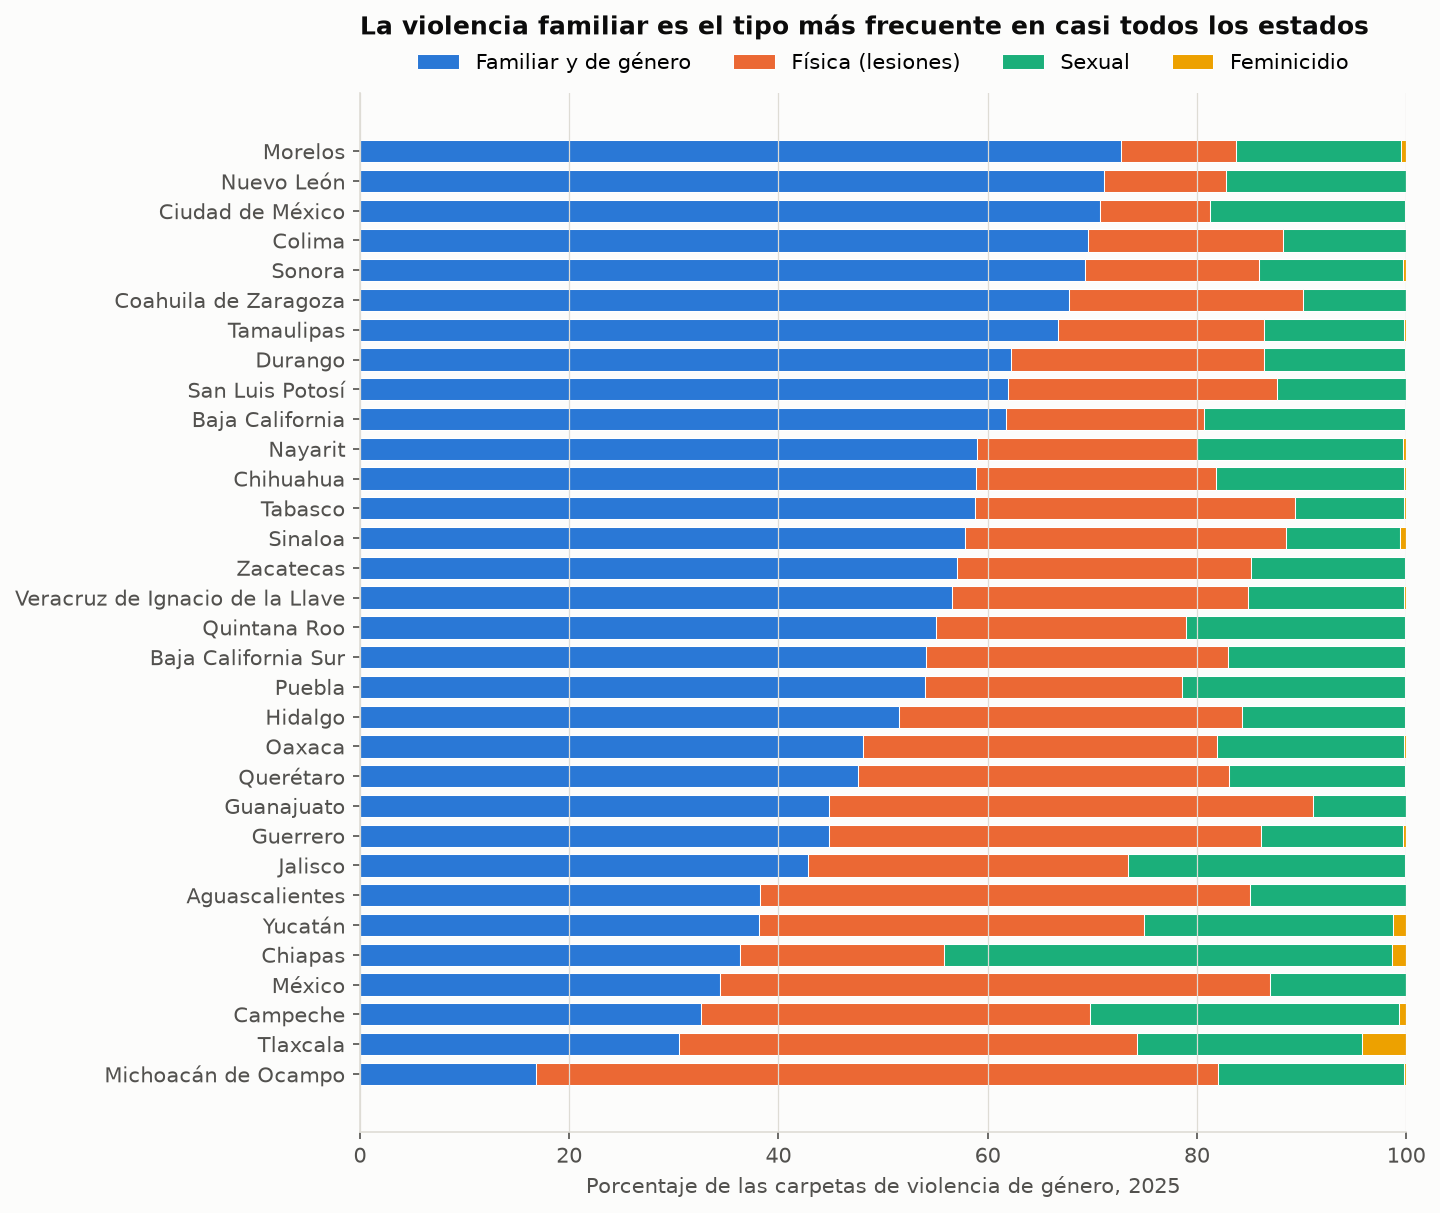 La violencia familiar es el tipo más frecuente en casi todos los estados
Familiar y de género Física (lesiones) Sexual Feminicidio
Morelos
Nuevo León
Ciudad de México
Colima
Sonora
Coahuila de Zaragoza
Tamaulipas
Durango
San Luis Potosí
Baja California
Nayarit
Chihuahua
Tabasco
Sinaloa
Zacatecas
Veracruz de Ignacio de la Llave
Quintana Roo
Baja California Sur
Puebla
Hidalgo
Oaxaca
Querétaro
Guanajuato
Guerrero
Jalisco
Aguascalientes
Yucatán
Chiapas
México
Campeche
Tlaxcala
Michoacán de Ocampo
0 20 40 60 80 100
Porcentaje de las carpetas de violencia de género, 2025